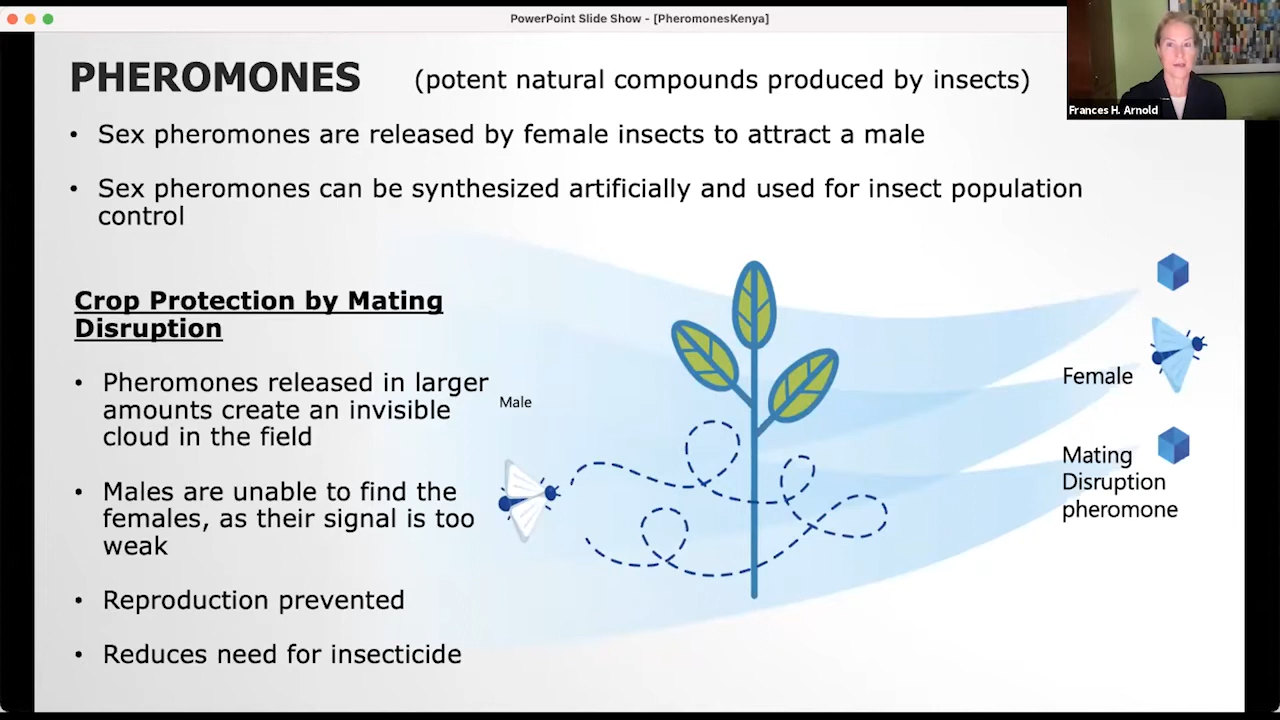 PowerPoint Slide Show - [PheromonesKenya]
Frances H. Arnold
PHEROMONES (potent natural compounds produced by insects)
• Sex pheromones are released by female insects to attract a male
• Sex pheromones can be synthesized artificially and used for insect population
control
Crop Protection by Mating
Disruption
• Pheromones released in larger
amounts create an invisible
cloud in the field
• Males are unable to find the
females, as their signal is too
weak
• Reproduction prevented
• Reduces need for insecticide
Male
Female
Mating
Disruption
pheromone